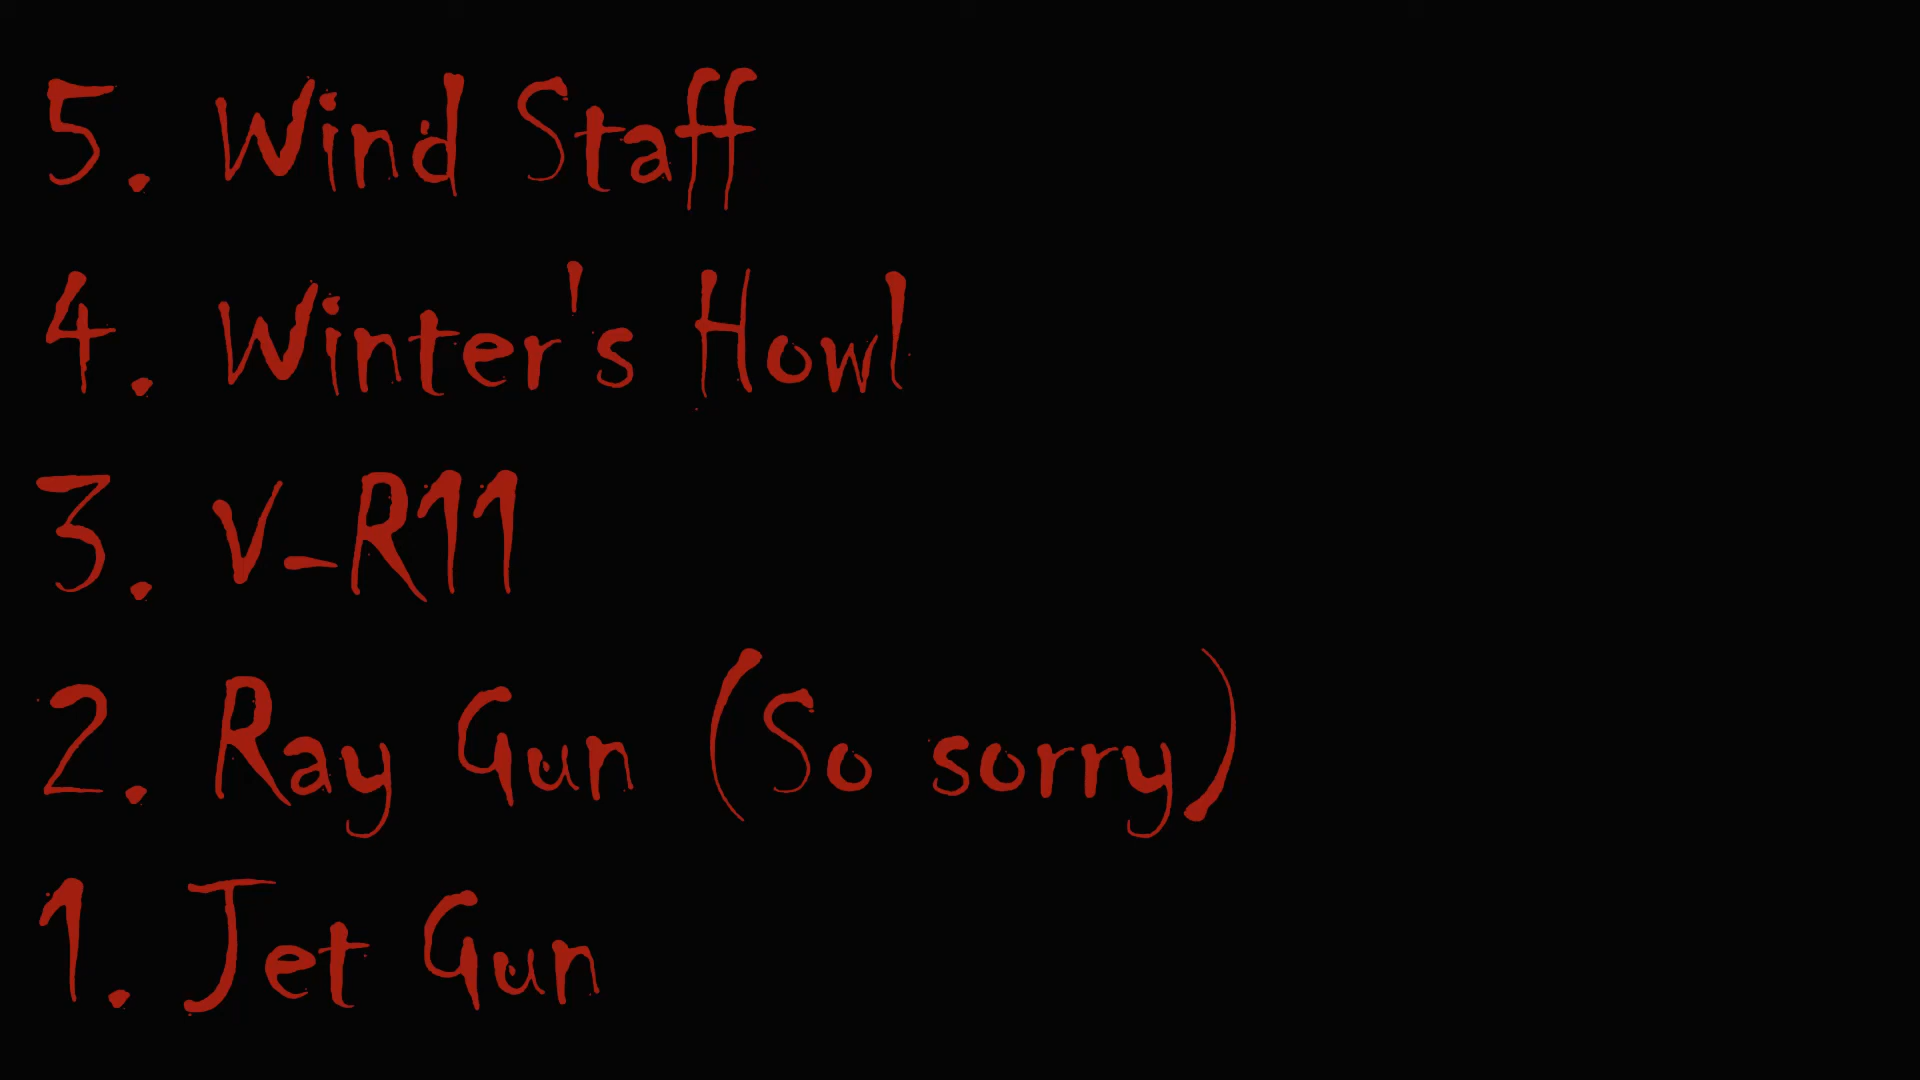 5. Wind Staff
4. Winter's Howl
3. V-R11
2. Ray Gun (So sorry)
1. Jet Gun